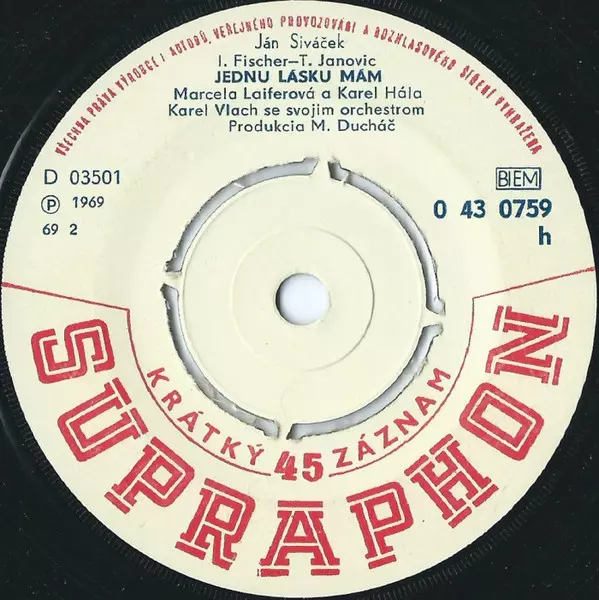 VŠECHNA PRÁVA VÝROBCE I AUTORŮ, VEŘEJNÉHO PROVOZOVÁNÍ A ROZHLASOVÉHO ŠÍŘENÍ VYHRAŽENA
Ján Siváček
I. Fischer–T. Janovic
JEDNU LÁSKU MÁM
Marcela Laiferová a Karel Hála
Karel Vlach se svojim orchestrom
Produkcia M. Ducháč
D 03501
Ⓟ 1969
69 2
BIEM
0 43 0759
h
KRÁTKÝ 45 ZÁZNAM
SUPRAPHON